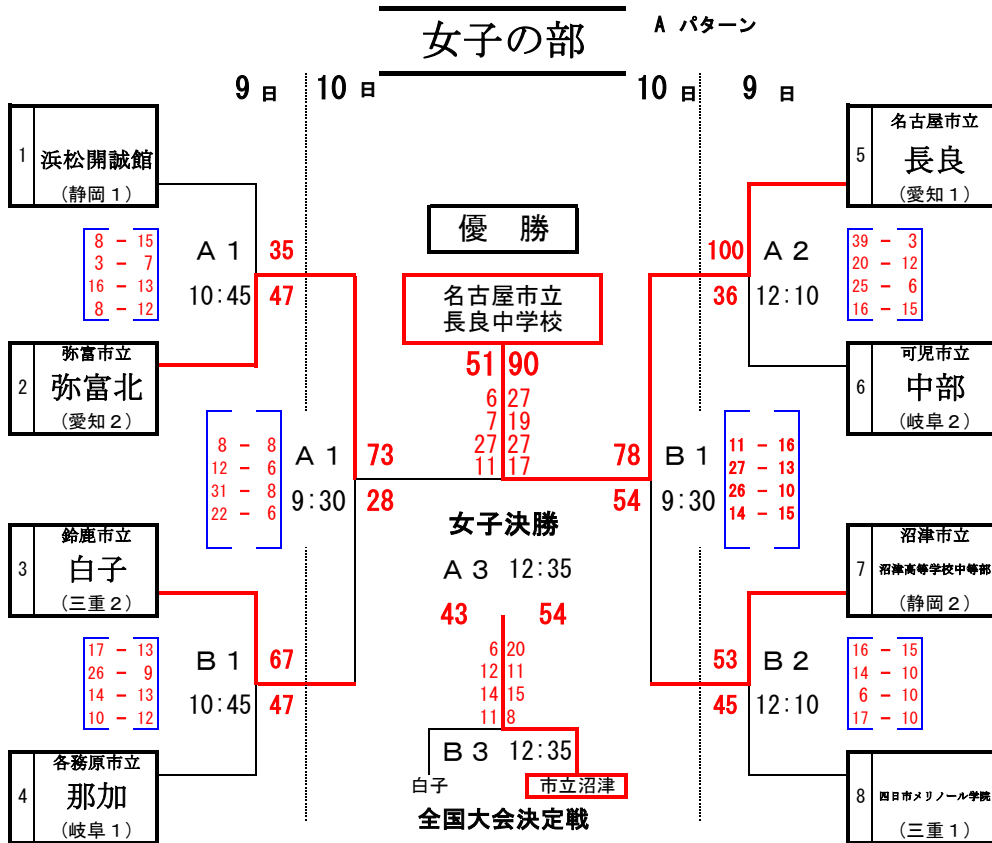 女子の部
A パターン
9 日
10 日
10 日
9 日
1
浜松開誠館
(静岡1)
8 - 15
3 - 7
16 - 13
8 - 12
A1
10:45
35
47
2
弥富市立
弥富北
(愛知2)
8 - 8
12 - 6
31 - 8
22 - 6
A1
9:30
73
28
3
鈴鹿市立
白子
(三重2)
17 - 13
26 - 9
14 - 13
10 - 12
B1
10:45
67
47
4
各務原市立
那加
(岐阜1)
優 勝
名古屋市立
長良中学校
51 90
6 27
7 19
27 27
11 17
女子決勝
A3 12:35
43 54
6 20
12 11
14 15
11 8
B3 12:35
白子
市立沼津
全国大会決定戦
5
名古屋市立
長良
(愛知1)
100
36
A2
12:10
39 - 3
20 - 12
25 - 6
16 - 15
6
可児市立
中部
(岐阜2)
78
54
B1
9:30
11 - 16
27 - 13
26 - 10
14 - 15
7
沼津市立
沼津高等学校中等部
(静岡2)
53
45
B2
12:10
16 - 15
14 - 10
6 - 10
17 - 10
8
四日市メリノール学院
(三重1)